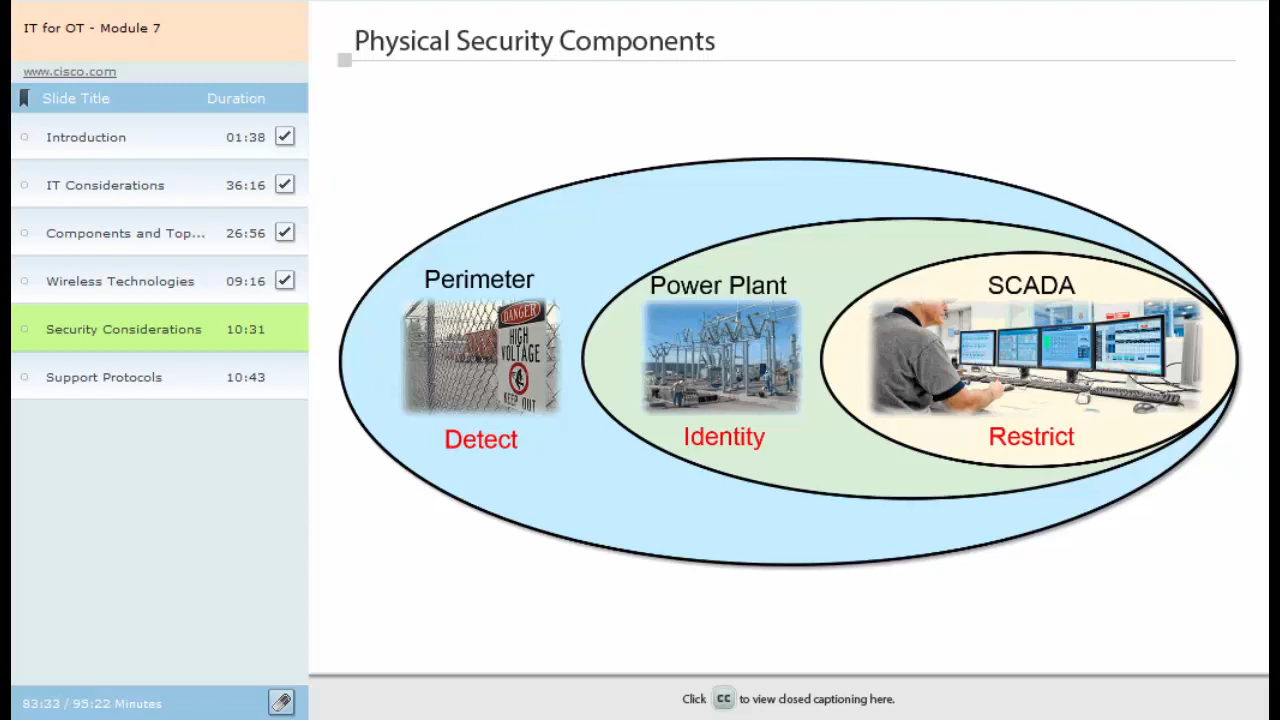 IT for OT - Module 7
www.cisco.com
Slide Title Duration
Introduction 01:38
IT Considerations 36:16
Components and Top... 26:56
Wireless Technologies 09:16
Security Considerations 10:31
Support Protocols 10:43
83:33 / 95:22 Minutes
Physical Security Components
Perimeter
DANGER
HIGH
VOLTAGE
KEEP OUT
Detect
Power Plant
Identity
SCADA
Restrict
Click CC to view closed captioning here.